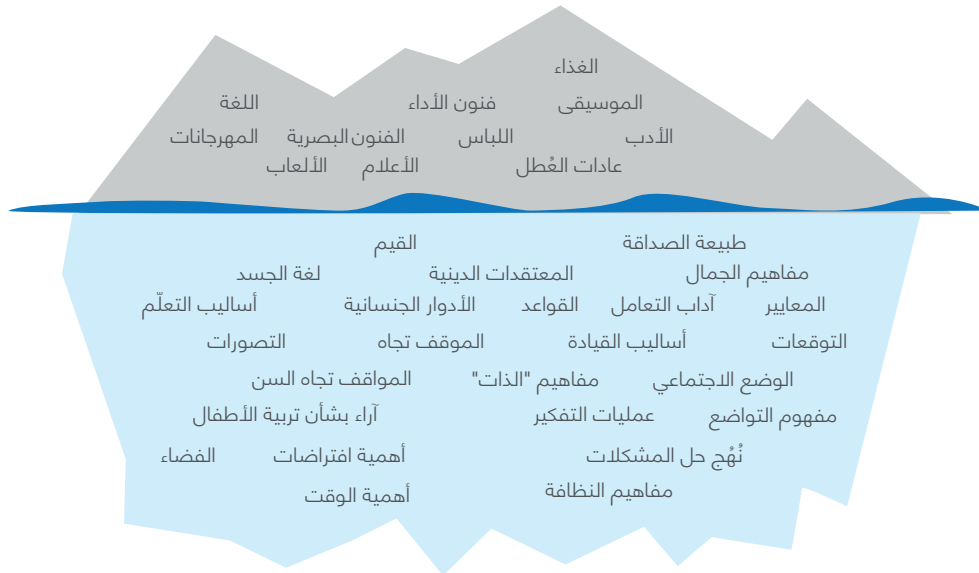 الغذاء
الموسيقى فنون الأداء اللغة
الأدب اللباس الفنون البصرية المهرجانات
عادات العُطل الأعلام الألعاب
طبيعة الصداقة القيم
مفاهيم الجمال المعتقدات الدينية لغة الجسد
المعايير آداب التعامل القواعد الأدوار الجنسانية أساليب التعلّم
التوقعات أساليب القيادة الموقف تجاه التصورات
الوضع الاجتماعي مفاهيم "الذات" المواقف تجاه السن
مفهوم التواضع عمليات التفكير آراء بشأن تربية الأطفال
نُهُج حل المشكلات أهمية افتراضات الفضاء
مفاهيم النظافة أهمية الوقت